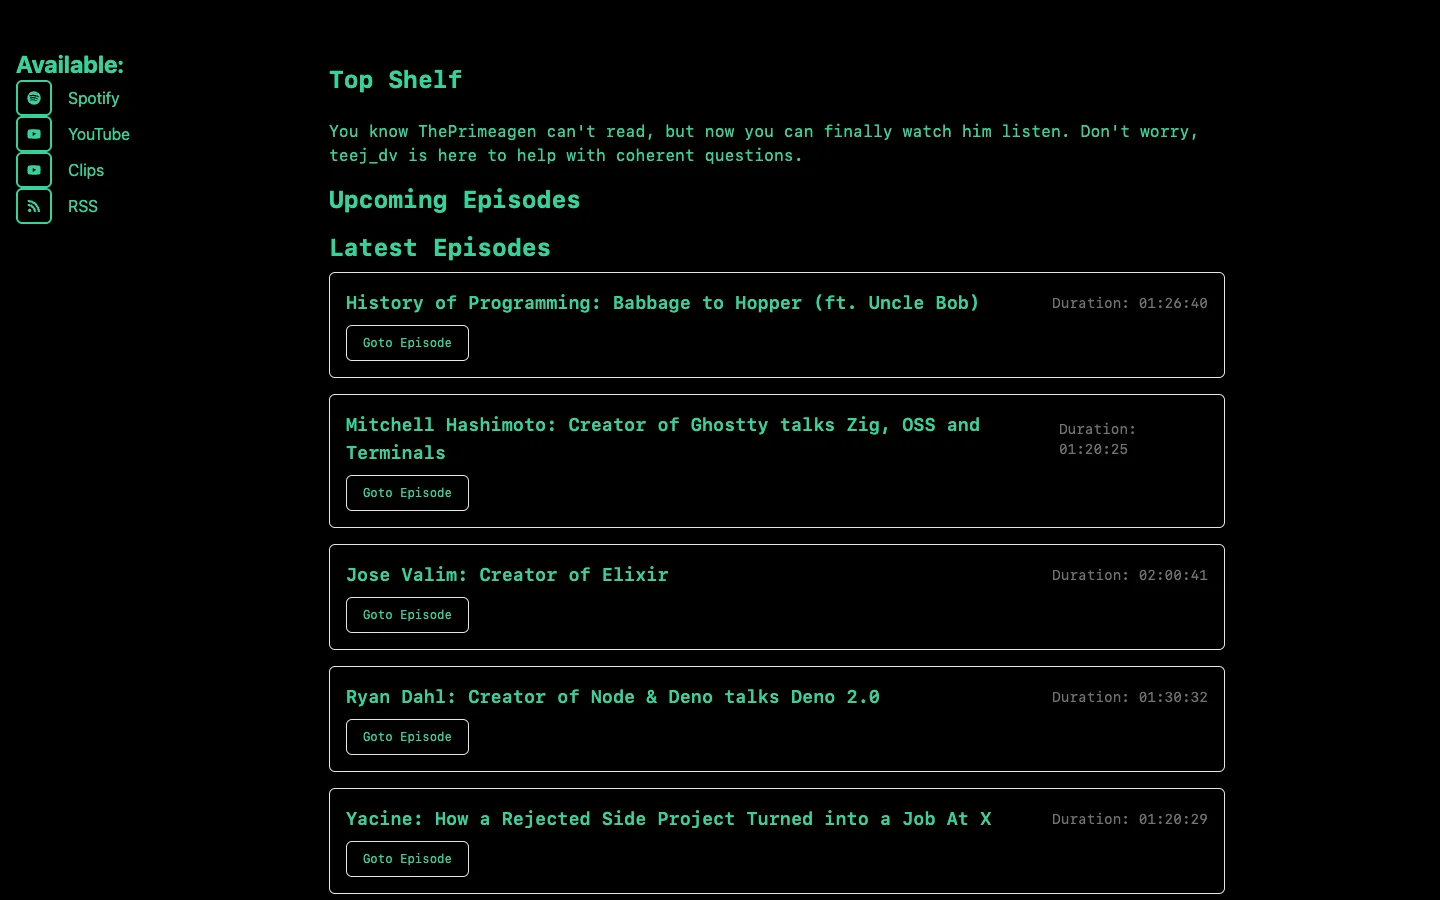 Available:
Spotify
YouTube
Clips
RSS
Top Shelf
You know ThePrimeagen can't read, but now you can finally watch him listen. Don't worry,
teej_dv is here to help with coherent questions.
Upcoming Episodes
Latest Episodes
History of Programming: Babbage to Hopper (ft. Uncle Bob)
Duration: 01:26:40
Goto Episode
Mitchell Hashimoto: Creator of Ghostty talks Zig, OSS and
Terminals
Duration:
01:20:25
Goto Episode
Jose Valim: Creator of Elixir
Duration: 02:00:41
Goto Episode
Ryan Dahl: Creator of Node & Deno talks Deno 2.0
Duration: 01:30:32
Goto Episode
Yacine: How a Rejected Side Project Turned into a Job At X
Duration: 01:20:29
Goto Episode